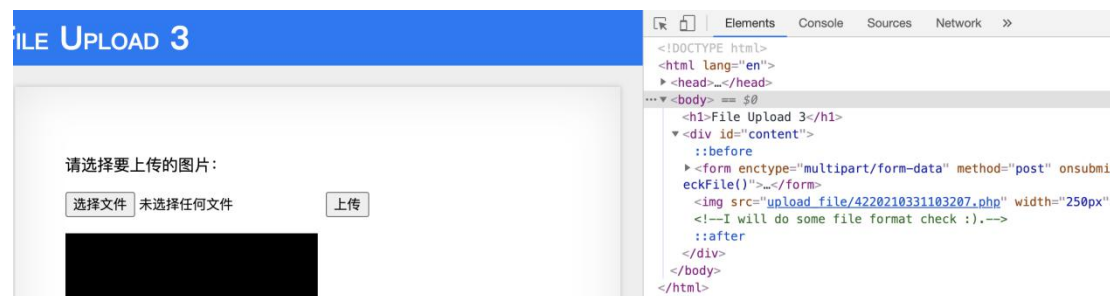 FILE UPLOAD 3
请选择要上传的图片：
选择文件 未选择任何文件 上传
Elements Console Sources Network »
<!DOCTYPE html>
<html lang="en">
▶ <head>…</head>
··· ▼ <body> == $0
<h1>File Upload 3</h1>
▼ <div id="content">
::before
▶ <form enctype="multipart/form-data" method="post" onsubmi
eckFile()">…</form>
<img src="upload_file/4220210331103207.php" width="250px"
<!--I will do some file format check :).-->
::after
</div>
</body>
</html>